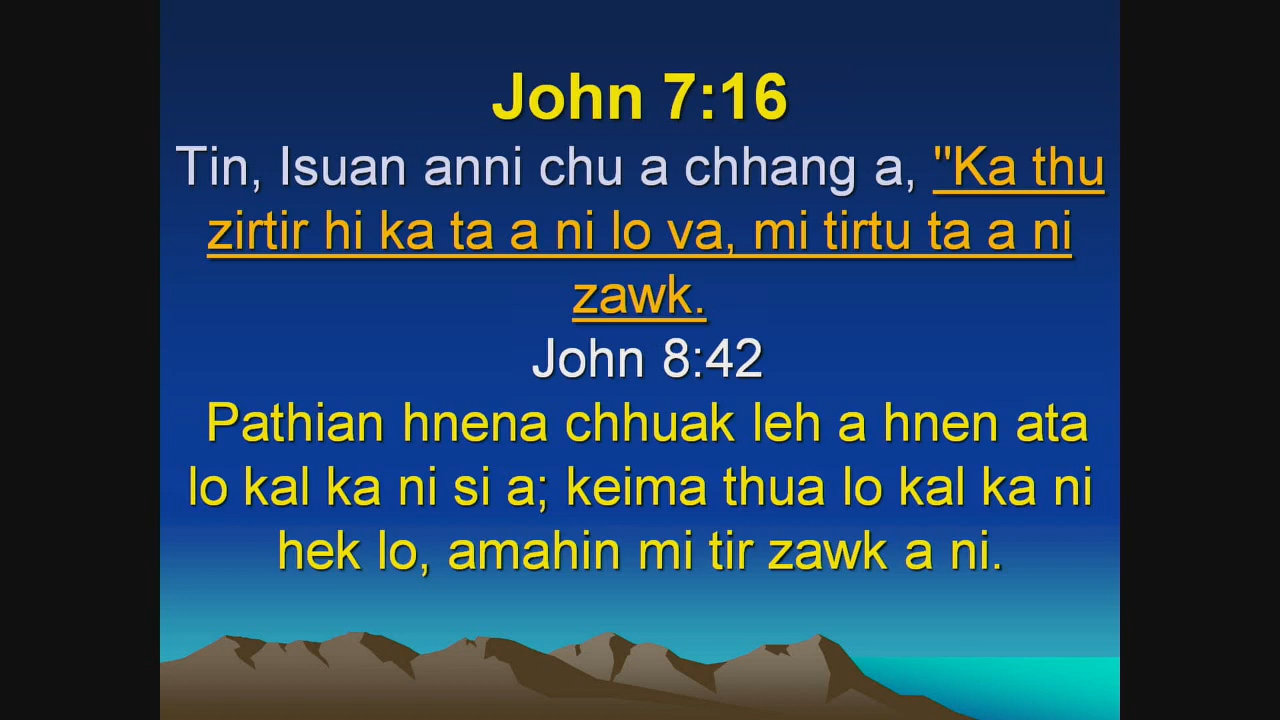 John 7:16
Tin, Isuan anni chu a chhang a, "Ka thu
zirtir hi ka ta a ni lo va, mi tirtu ta a ni
zawk.
John 8:42
Pathian hnena chhuak leh a hnen ata
lo kal ka ni si a; keima thua lo kal ka ni
hek lo, amahin mi tir zawk a ni.